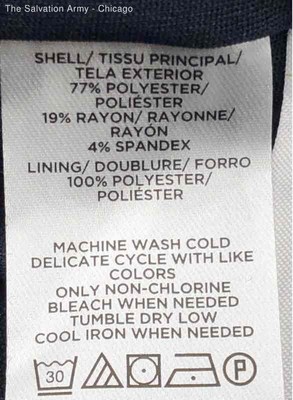 The Salvation Army - Chicago
SHELL/ TISSU PRINCIPAL/
TELA EXTERIOR
77% POLYESTER/
POLIÉSTER
19% RAYON/ RAYONNE/
RAYÓN
4% SPANDEX
LINING/ DOUBLURE/ FORRO
100% POLYESTER/
POLIÉSTER
MACHINE WASH COLD
DELICATE CYCLE WITH LIKE
COLORS
ONLY NON-CHLORINE
BLEACH WHEN NEEDED
TUMBLE DRY LOW
COOL IRON WHEN NEEDED
30 P